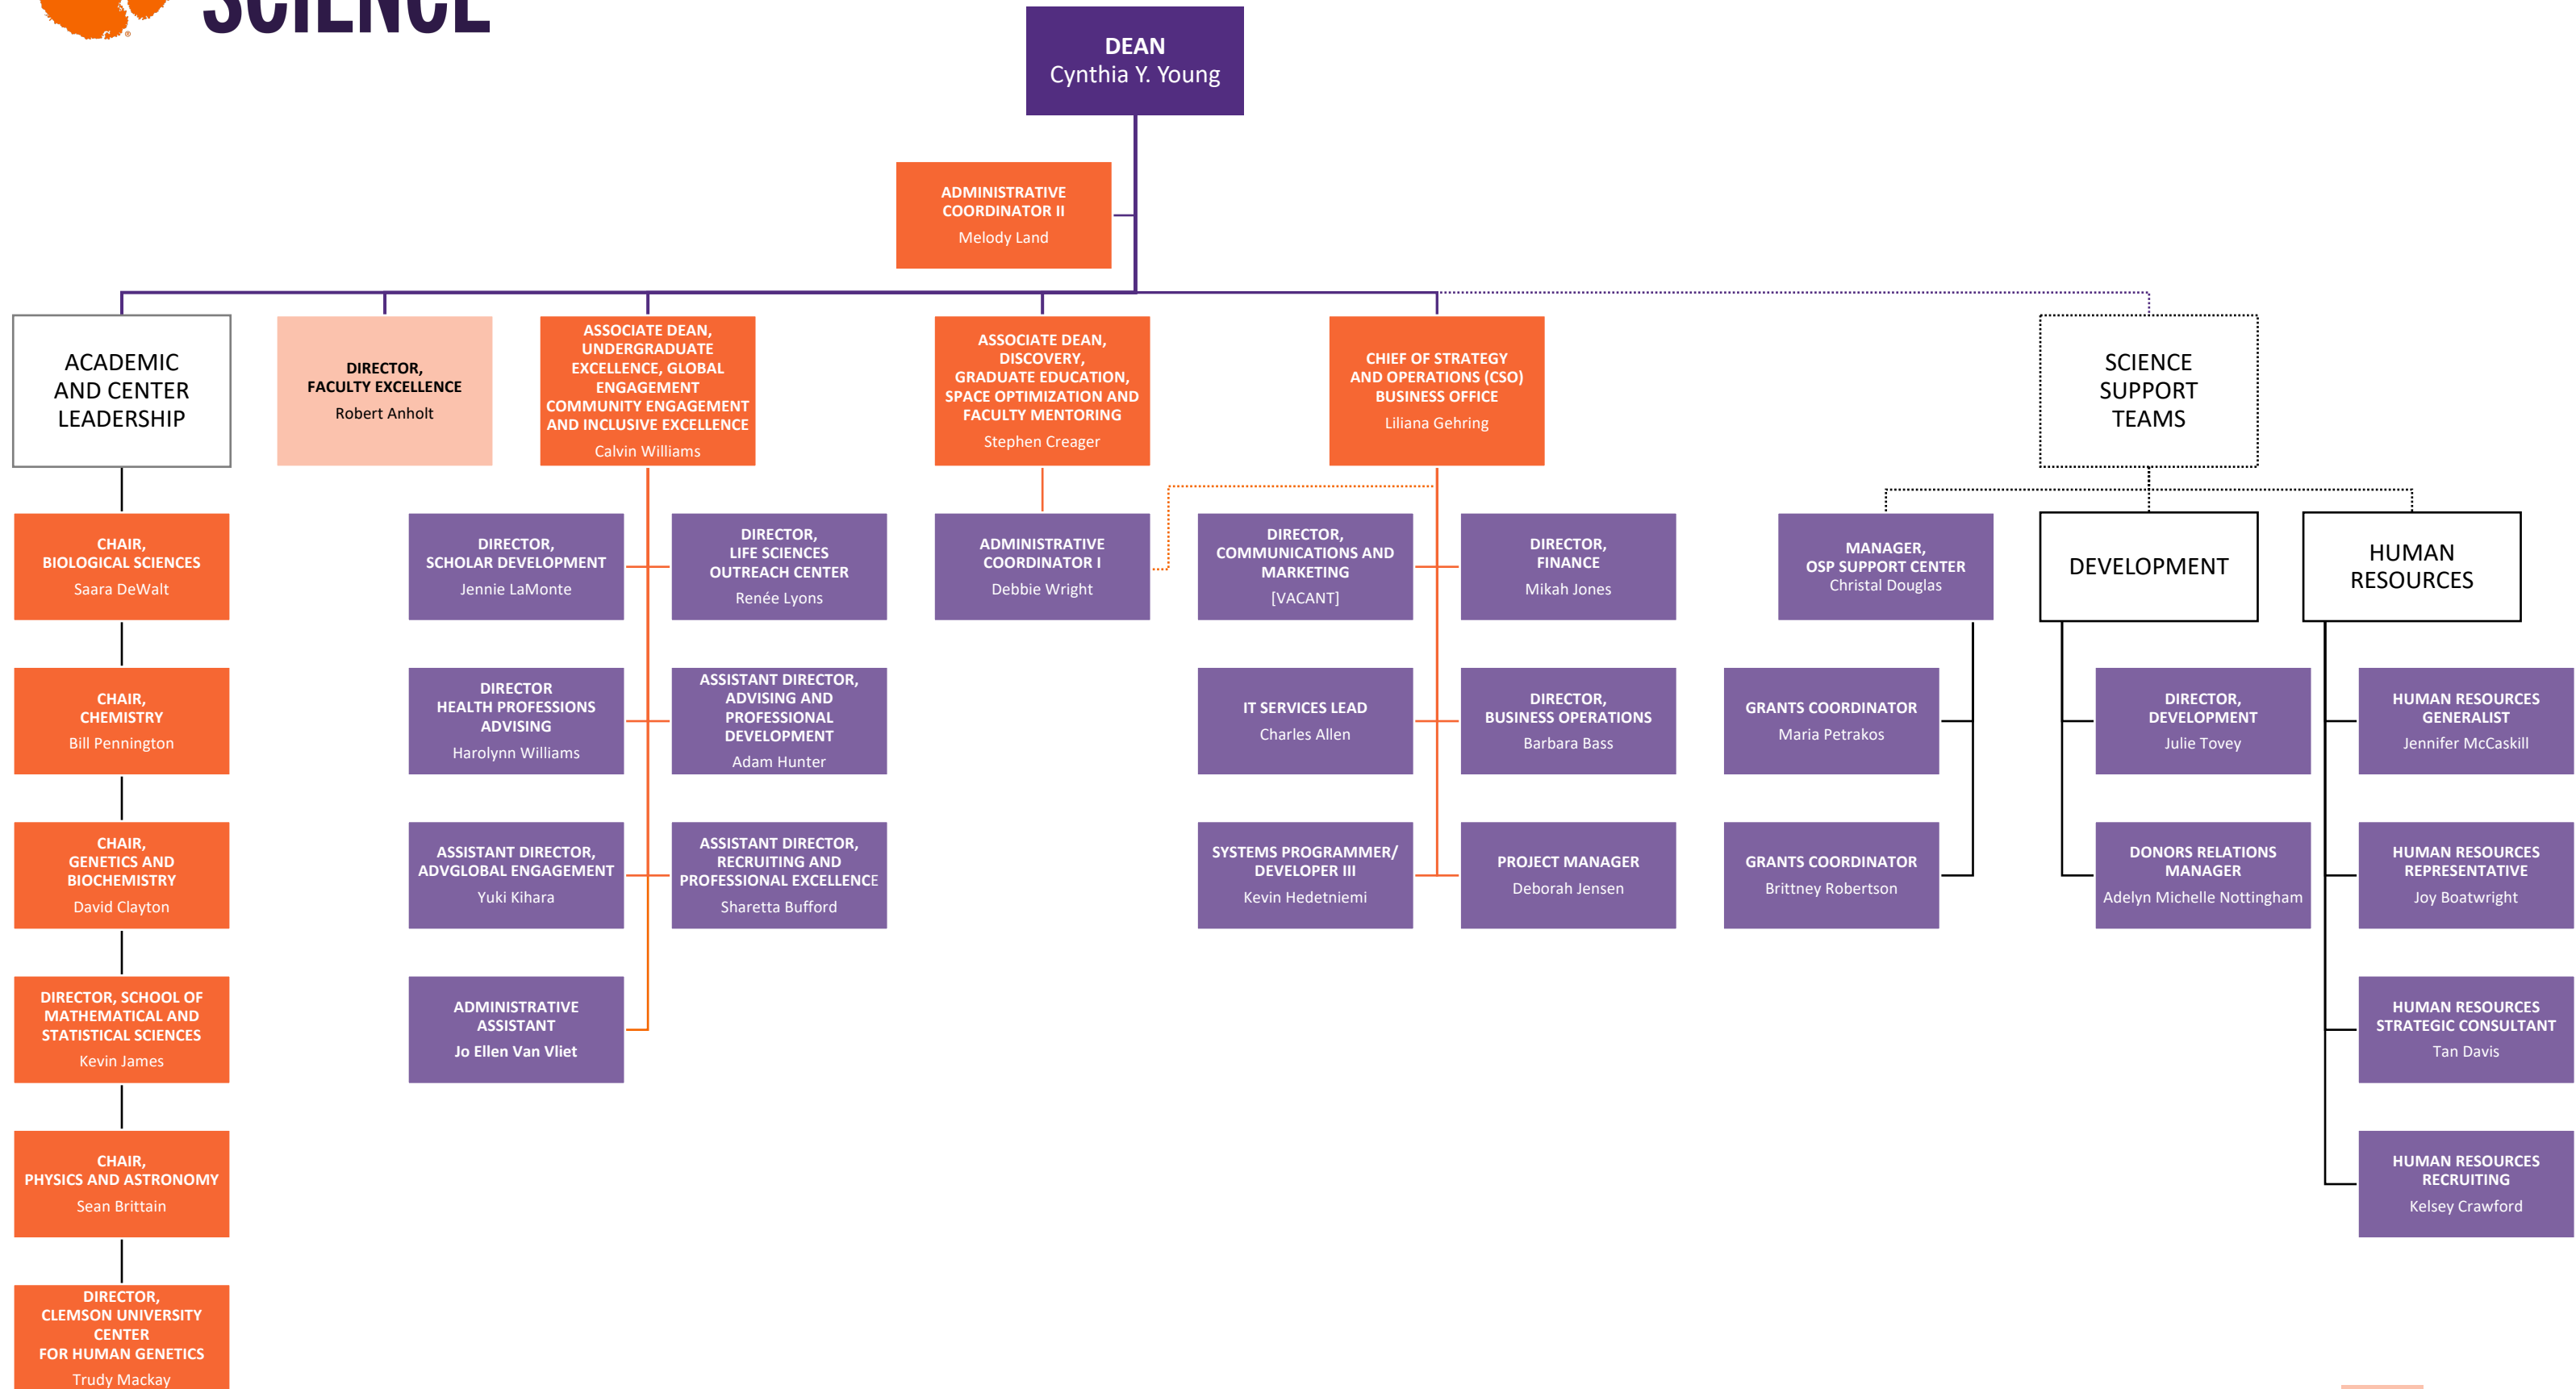 SCIENCE
®
DEAN
Cynthia Y. Young
ADMINISTRATIVE
COORDINATOR II
Melody Land
ACADEMIC
AND CENTER
LEADERSHIP
DIRECTOR,
FACULTY EXCELLENCE
Robert Anholt
ASSOCIATE DEAN,
UNDERGRADUATE
EXCELLENCE, GLOBAL
ENGAGEMENT
COMMUNITY ENGAGEMENT
AND INCLUSIVE EXCELLENCE
Calvin Williams
ASSOCIATE DEAN,
DISCOVERY,
GRADUATE EDUCATION,
SPACE OPTIMIZATION AND
FACULTY MENTORING
Stephen Creager
CHIEF OF STRATEGY
AND OPERATIONS (CSO)
BUSINESS OFFICE
Liliana Gehring
SCIENCE
SUPPORT
TEAMS
CHAIR,
BIOLOGICAL SCIENCES
Saara DeWalt
DIRECTOR,
SCHOLAR DEVELOPMENT
Jennie LaMonte
DIRECTOR,
LIFE SCIENCES
OUTREACH CENTER
Renée Lyons
ADMINISTRATIVE
COORDINATOR I
Debbie Wright
DIRECTOR,
COMMUNICATIONS AND
MARKETING
[VACANT]
DIRECTOR,
FINANCE
Mikah Jones
MANAGER,
OSP SUPPORT CENTER
Christal Douglas
DEVELOPMENT
HUMAN
RESOURCES
CHAIR,
CHEMISTRY
Bill Pennington
DIRECTOR
HEALTH PROFESSIONS
ADVISING
Harolynn Williams
ASSISTANT DIRECTOR,
ADVISING AND
PROFESSIONAL
DEVELOPMENT
Adam Hunter
IT SERVICES LEAD
Charles Allen
DIRECTOR,
BUSINESS OPERATIONS
Barbara Bass
GRANTS COORDINATOR
Maria Petrakos
DIRECTOR,
DEVELOPMENT
Julie Tovey
HUMAN RESOURCES
GENERALIST
Jennifer McCaskill
CHAIR,
GENETICS AND
BIOCHEMISTRY
David Clayton
ASSISTANT DIRECTOR,
ADVGLOBAL ENGAGEMENT
Yuki Kihara
ASSISTANT DIRECTOR,
RECRUITING AND
PROFESSIONAL EXCELLENCE
Sharetta Bufford
SYSTEMS PROGRAMMER/
DEVELOPER III
Kevin Hedetniemi
PROJECT MANAGER
Deborah Jensen
GRANTS COORDINATOR
Brittney Robertson
DONORS RELATIONS
MANAGER
Adelyn Michelle Nottingham
HUMAN RESOURCES
REPRESENTATIVE
Joy Boatwright
DIRECTOR, SCHOOL OF
MATHEMATICAL AND
STATISTICAL SCIENCES
Kevin James
ADMINISTRATIVE
ASSISTANT
Jo Ellen Van Vliet
HUMAN RESOURCES
STRATEGIC CONSULTANT
Tan Davis
CHAIR,
PHYSICS AND ASTRONOMY
Sean Brittain
HUMAN RESOURCES
RECRUITING
Kelsey Crawford
DIRECTOR,
CLEMSON UNIVERSITY
CENTER
FOR HUMAN GENETICS
Trudy Mackay